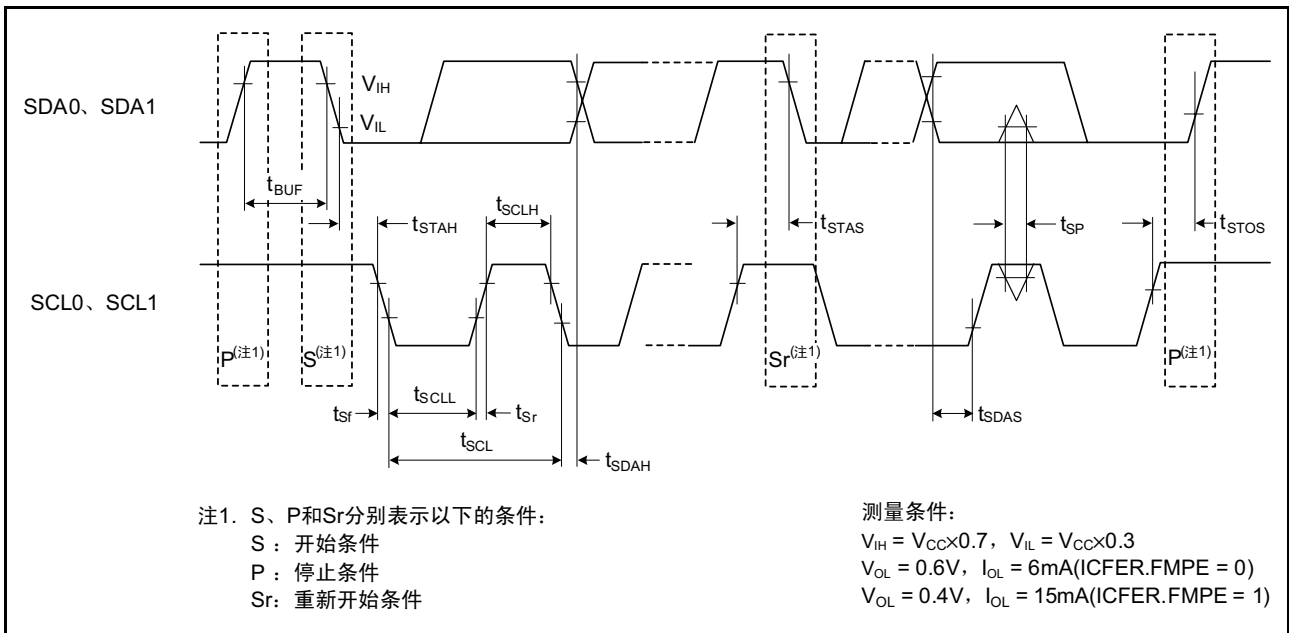 SDA0、SDA1
VIH
VIL
tBUF
tSTAH
tSCLH
tSTAS
tSP
tSTOS
SCL0、SCL1
P(注1)
S(注1)
Sr(注1)
P(注1)
tSf
tSCLL
tSr
tSDAS
tSCL
tSDAH
注1. S、P和Sr分别表示以下的条件：
S ：开始条件
P ：停止条件
Sr：重新开始条件
测量条件：
VIH = VCC×0.7，VIL = VCC×0.3
VOL = 0.6V，IOL = 6mA(ICFER.FMPE = 0)
VOL = 0.4V，IOL = 15mA(ICFER.FMPE = 1)